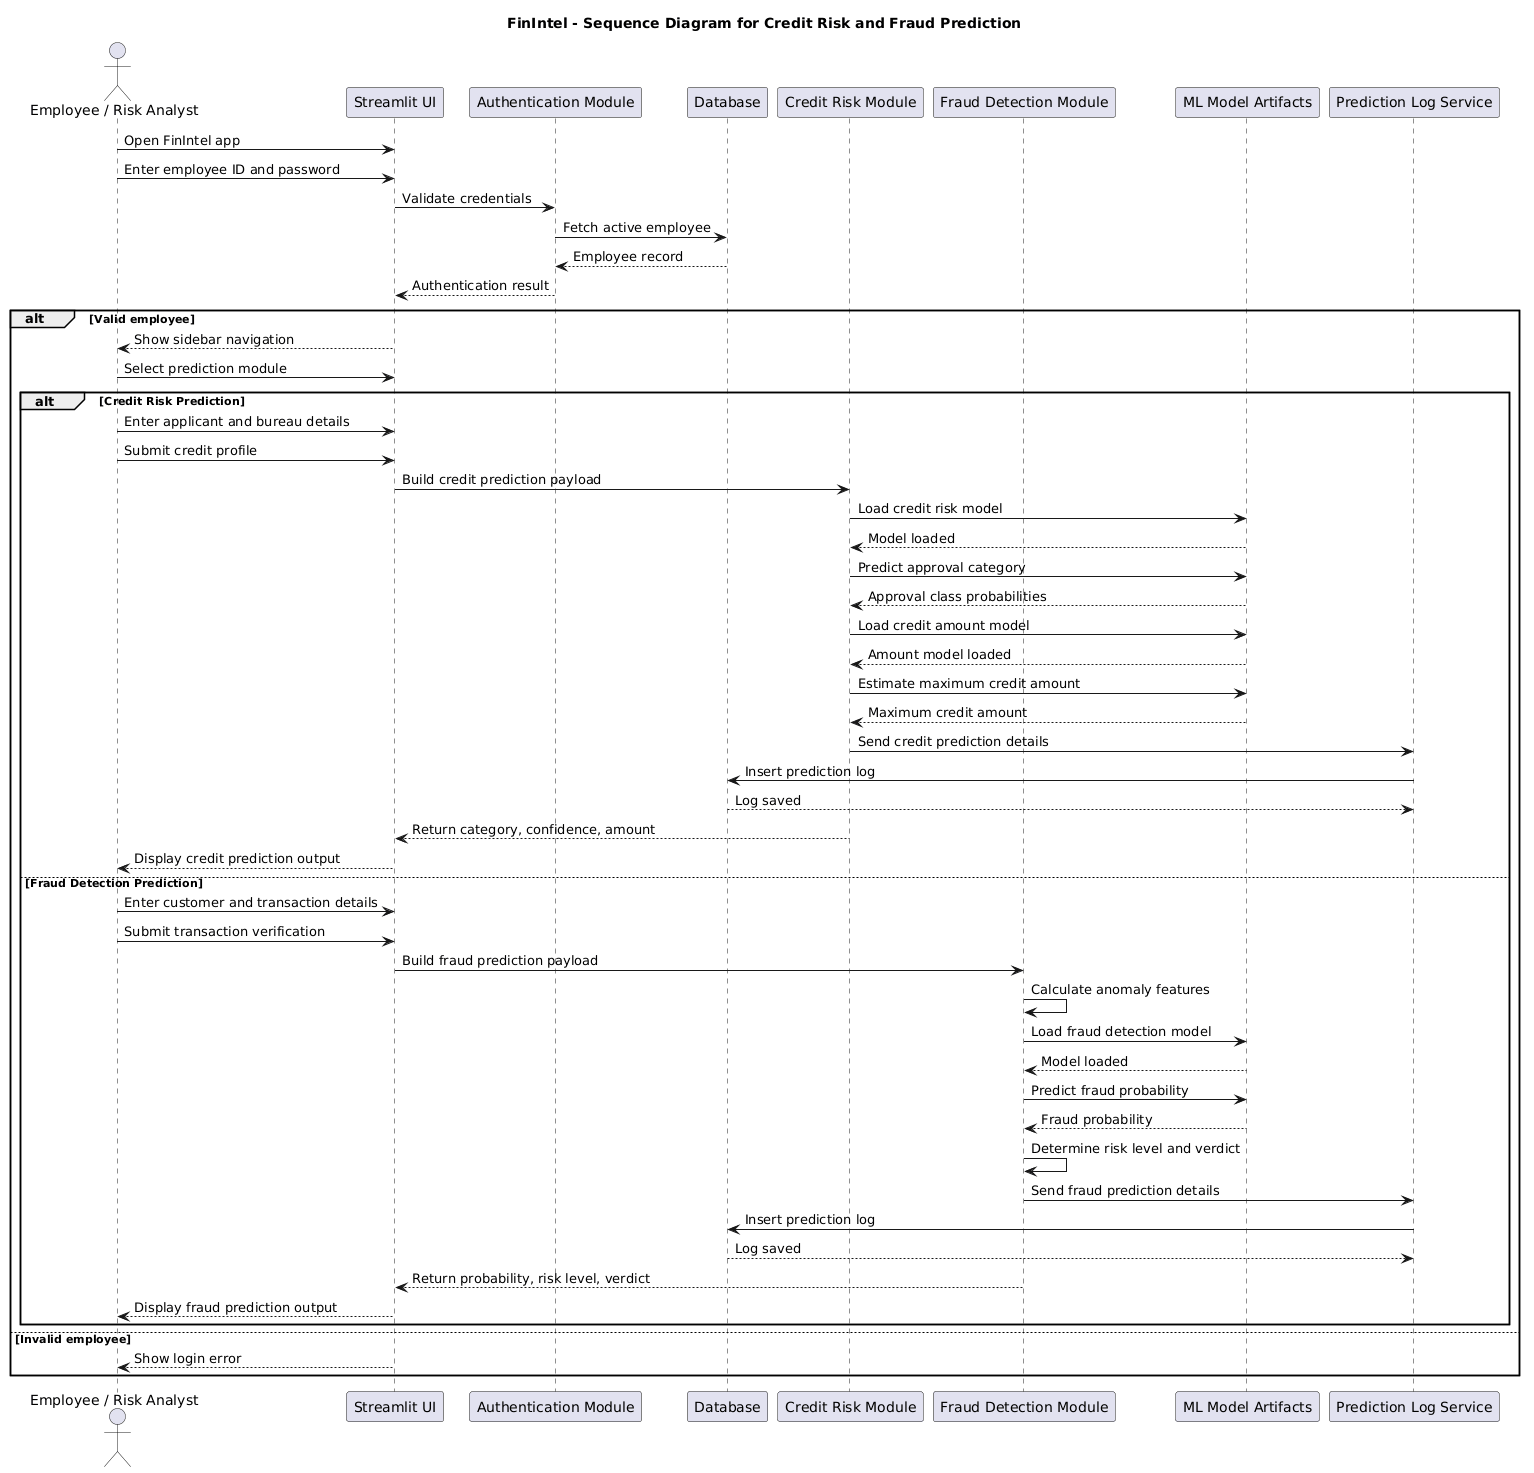 FinIntel - Sequence Diagram for Credit Risk and Fraud Prediction
Employee / Risk Analyst
Streamlit UI
Authentication Module
Database
Credit Risk Module
Fraud Detection Module
ML Model Artifacts
Prediction Log Service
Open FinIntel app
Enter employee ID and password
Validate credentials
Fetch active employee
Employee record
Authentication result
alt [Valid employee]
Show sidebar navigation
Select prediction module
alt [Credit Risk Prediction]
Enter applicant and bureau details
Submit credit profile
Build credit prediction payload
Load credit risk model
Model loaded
Predict approval category
Approval class probabilities
Load credit amount model
Amount model loaded
Estimate maximum credit amount
Maximum credit amount
Send credit prediction details
Insert prediction log
Log saved
Return category, confidence, amount
Display credit prediction output
[Fraud Detection Prediction]
Enter customer and transaction details
Submit transaction verification
Build fraud prediction payload
Calculate anomaly features
Load fraud detection model
Model loaded
Predict fraud probability
Fraud probability
Determine risk level and verdict
Send fraud prediction details
Insert prediction log
Log saved
Return probability, risk level, verdict
Display fraud prediction output
[Invalid employee]
Show login error
Employee / Risk Analyst
Streamlit UI
Authentication Module
Database
Credit Risk Module
Fraud Detection Module
ML Model Artifacts
Prediction Log Service